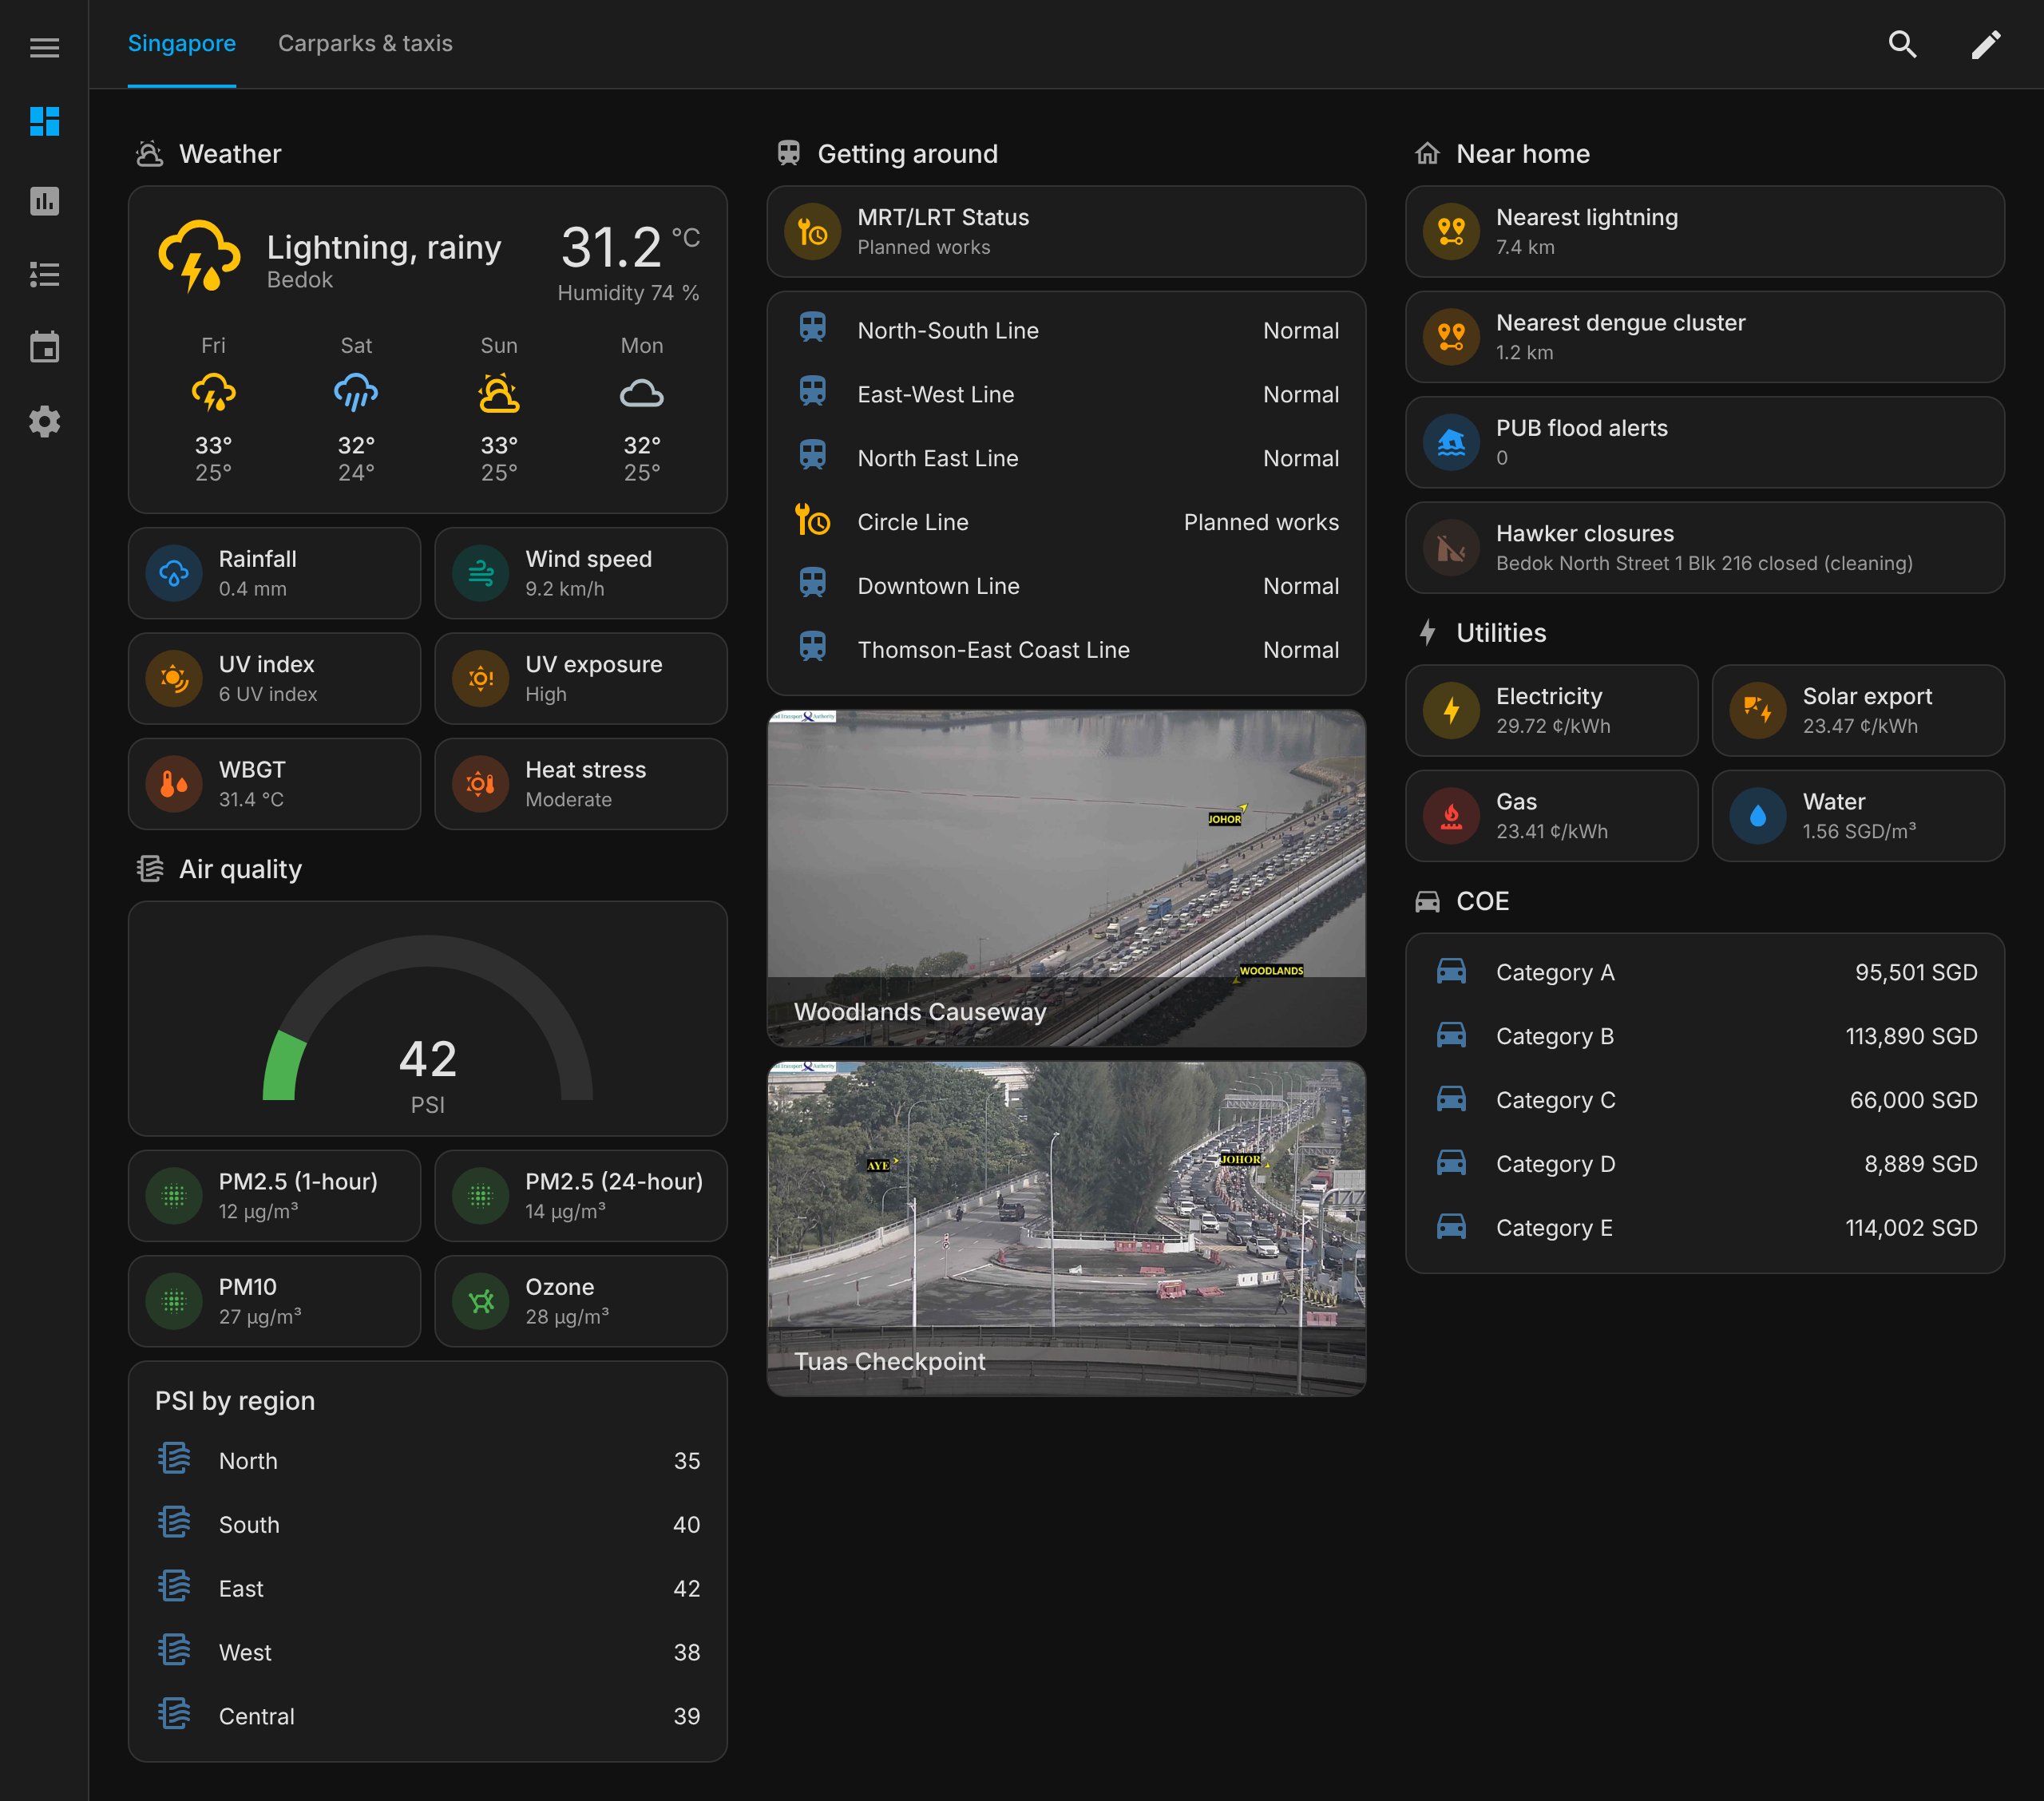 Singapore
Carparks & taxis
Weather
Lightning, rainy
Bedok
31.2 °C
Humidity 74 %
Fri Sat Sun Mon
33° 32° 33° 32°
25° 24° 25° 25°
Rainfall
0.4 mm
Wind speed
9.2 km/h
UV index
6 UV index
UV exposure
High
WBGT
31.4 °C
Heat stress
Moderate
Air quality
42
PSI
PM2.5 (1-hour)
12 μg/m³
PM2.5 (24-hour)
14 μg/m³
PM10
27 μg/m³
Ozone
28 μg/m³
PSI by region
North 35
South 40
East 42
West 38
Central 39
Getting around
MRT/LRT Status
Planned works
North-South Line Normal
East-West Line Normal
North East Line Normal
Circle Line Planned works
Downtown Line Normal
Thomson-East Coast Line Normal
JOHOR
WOODLANDS
Woodlands Causeway
AYE
JOHOR
Tuas Checkpoint
Near home
Nearest lightning
7.4 km
Nearest dengue cluster
1.2 km
PUB flood alerts
0
Hawker closures
Bedok North Street 1 Blk 216 closed (cleaning)
Utilities
Electricity
29.72 ¢/kWh
Solar export
23.47 ¢/kWh
Gas
23.41 ¢/kWh
Water
1.56 SGD/m³
COE
Category A 95,501 SGD
Category B 113,890 SGD
Category C 66,000 SGD
Category D 8,889 SGD
Category E 114,002 SGD